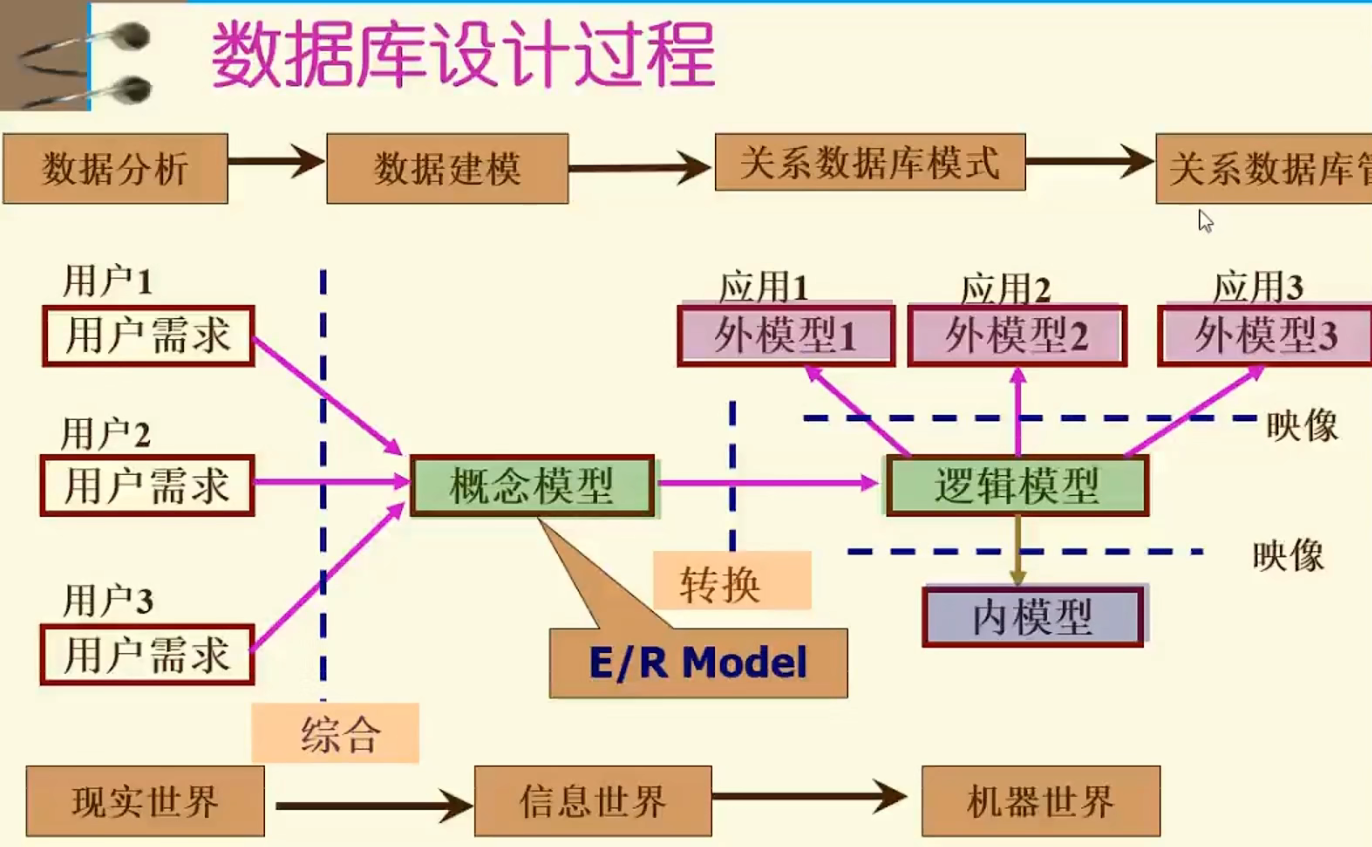 数据库设计过程
数据分析
数据建模
关系数据库模式
关系数据库管
用户1
用户需求
应用1
外模型1
应用2
外模型2
应用3
外模型3
映像
用户2
用户需求
概念模型
逻辑模型
转换
映像
内模型
用户3
用户需求
E/R Model
综合
现实世界
信息世界
机器世界